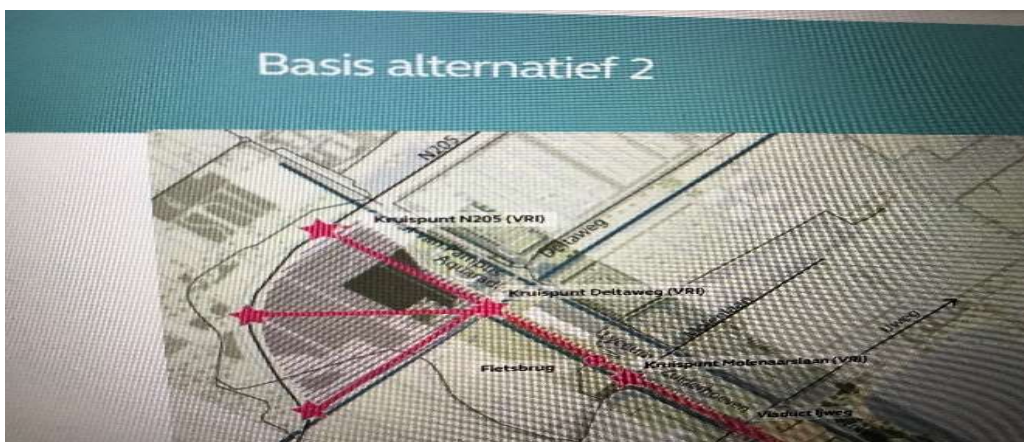 Basis alternatief 2
N205
Kruispunt N205 (VRI)
Deltaweg
Kruispunt Deltaweg (VRI)
IJweg
Fietsbrug
Kruispunt Molenaarslaan (VRI)
Viaduct IJweg